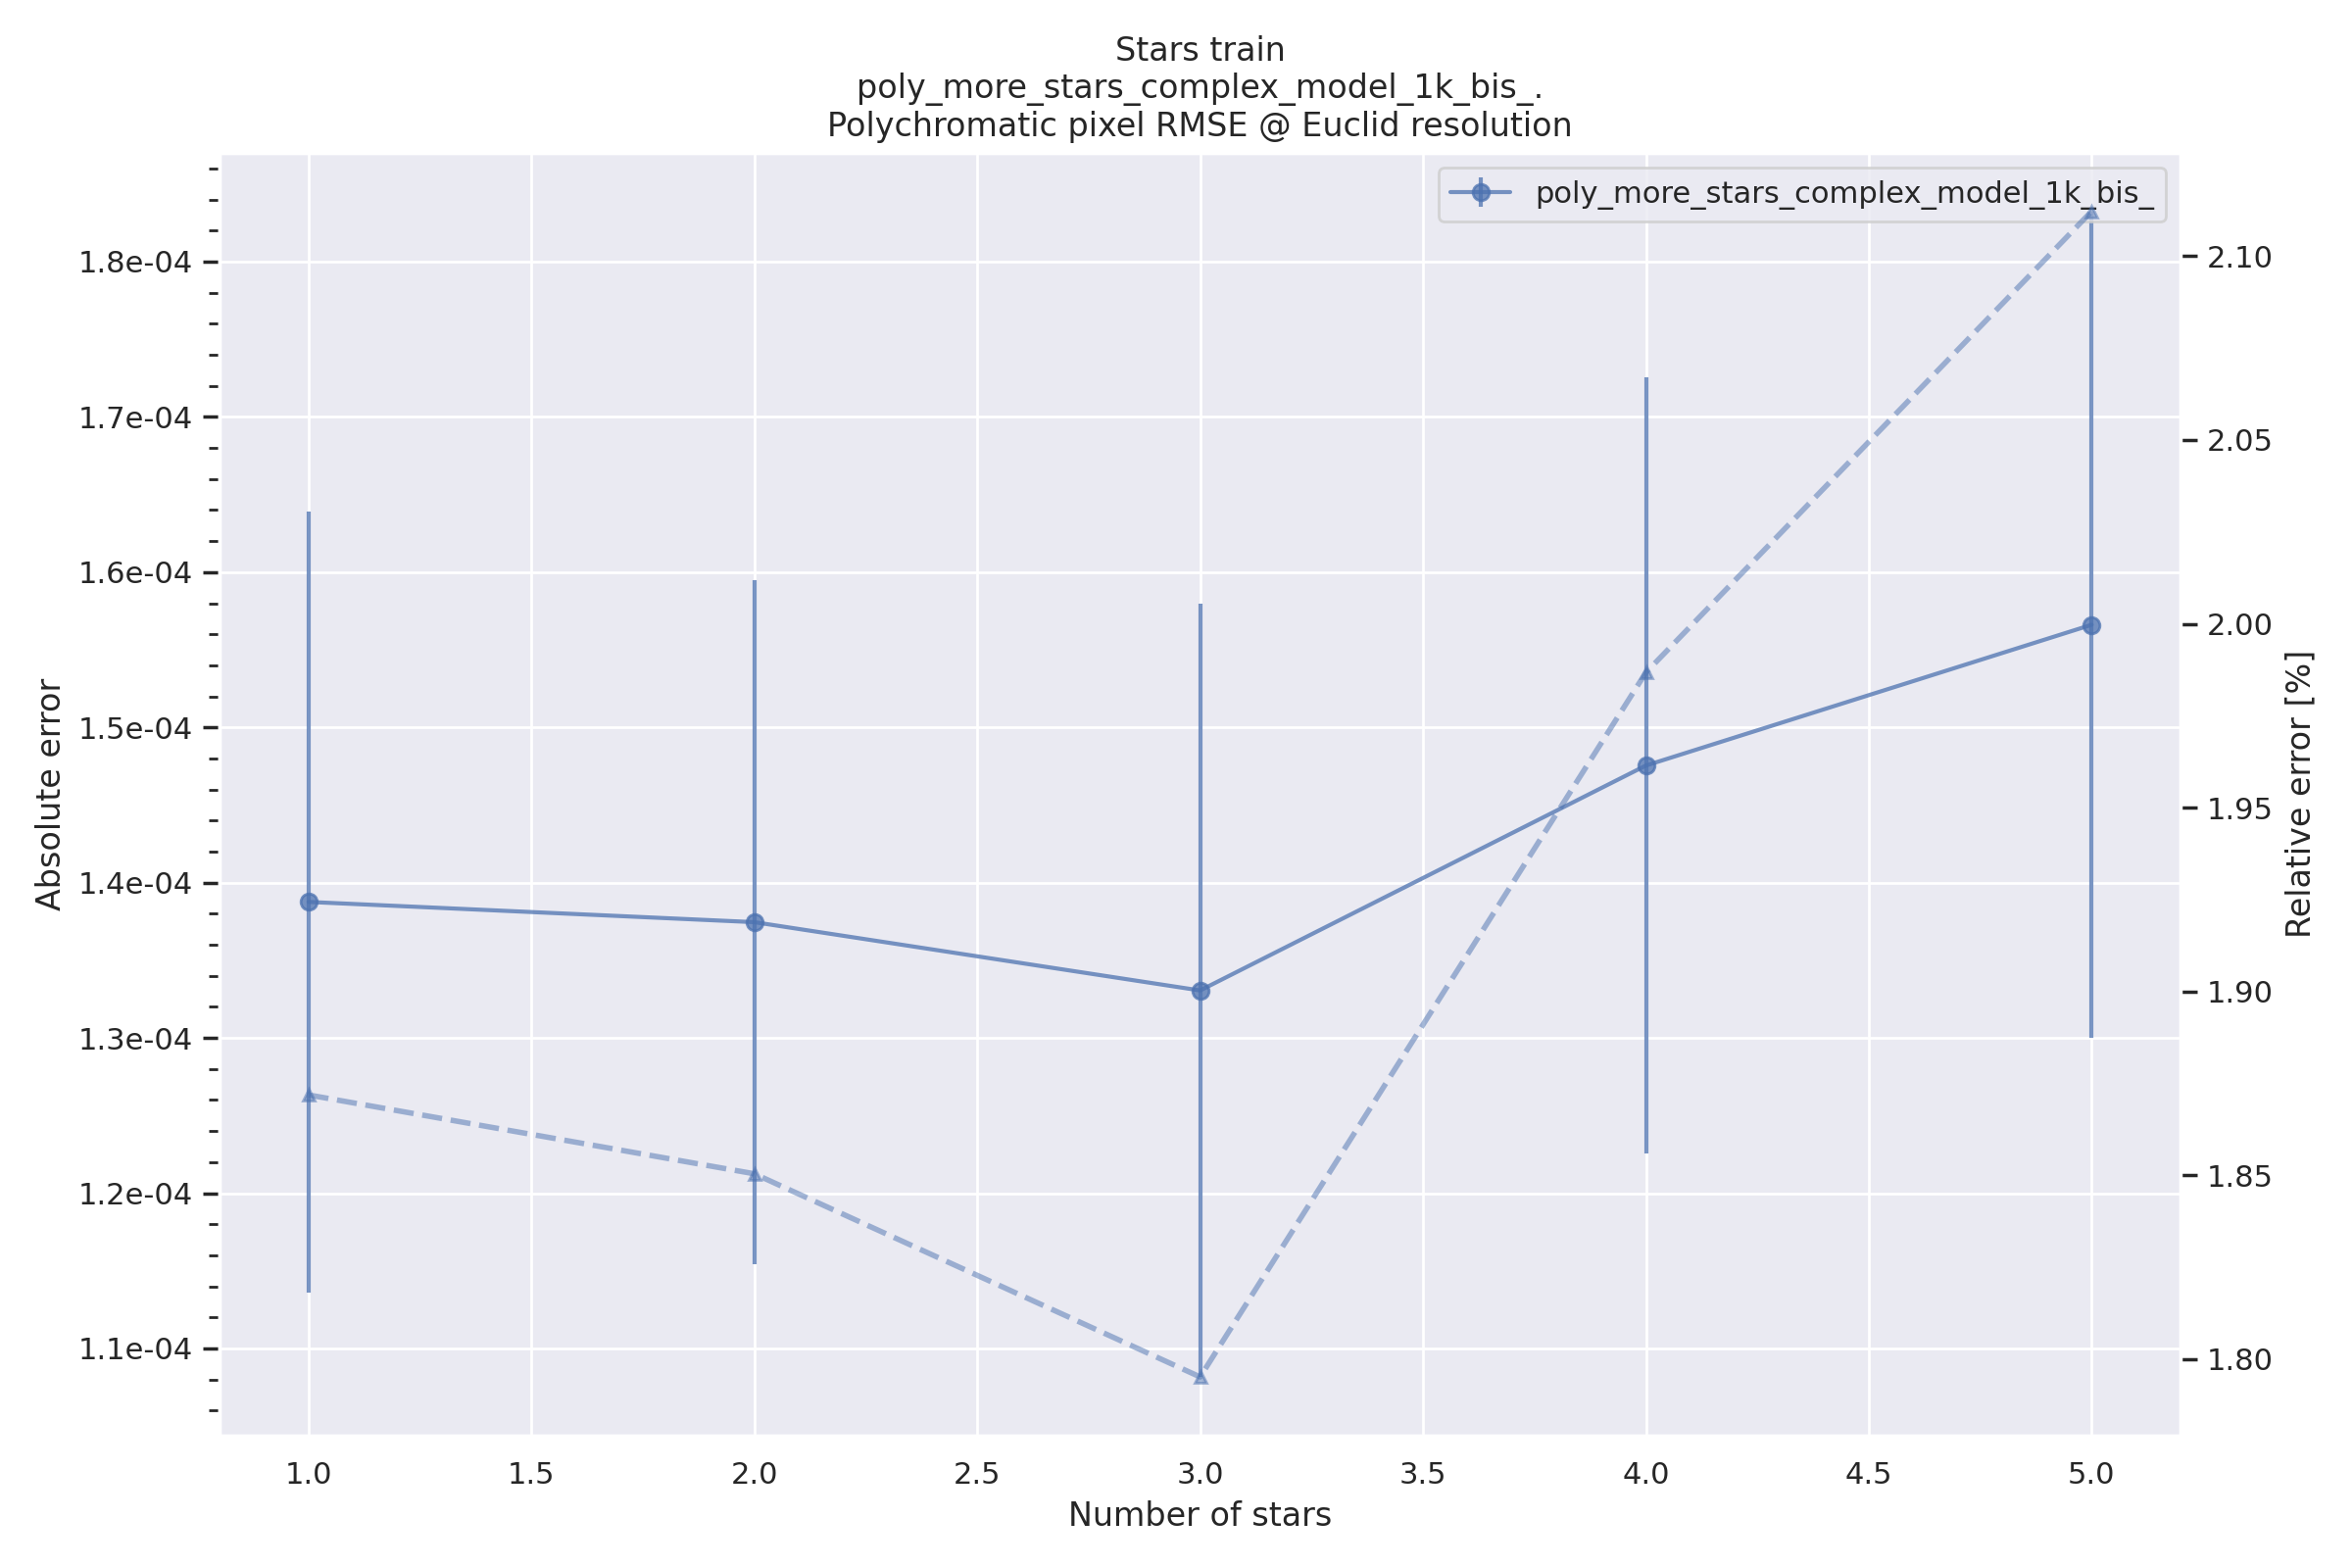 Stars train
poly_more_stars_complex_model_1k_bis_.
Polychromatic pixel RMSE @ Euclid resolution
poly_more_stars_complex_model_1k_bis_
Absolute error
1.8e-04
1.7e-04
1.6e-04
1.5e-04
1.4e-04
1.3e-04
1.2e-04
1.1e-04
2.10
2.05
2.00
1.95
1.90
1.85
1.80
Relative error [%]
1.0 1.5 2.0 2.5 3.0 3.5 4.0 4.5 5.0
Number of stars